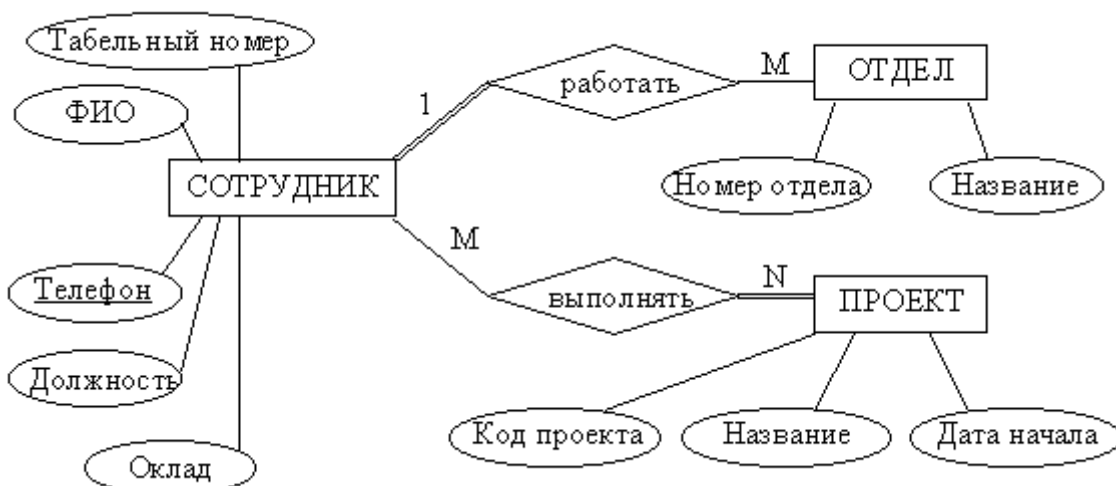 Табельный номер
ФИО
СОТРУДНИК
Телефон
Должность
Оклад
1
работать
M
ОТДЕЛ
Номер отдела
Название
M
выполнять
N
ПРОЕКТ
Код проекта
Название
Дата начала